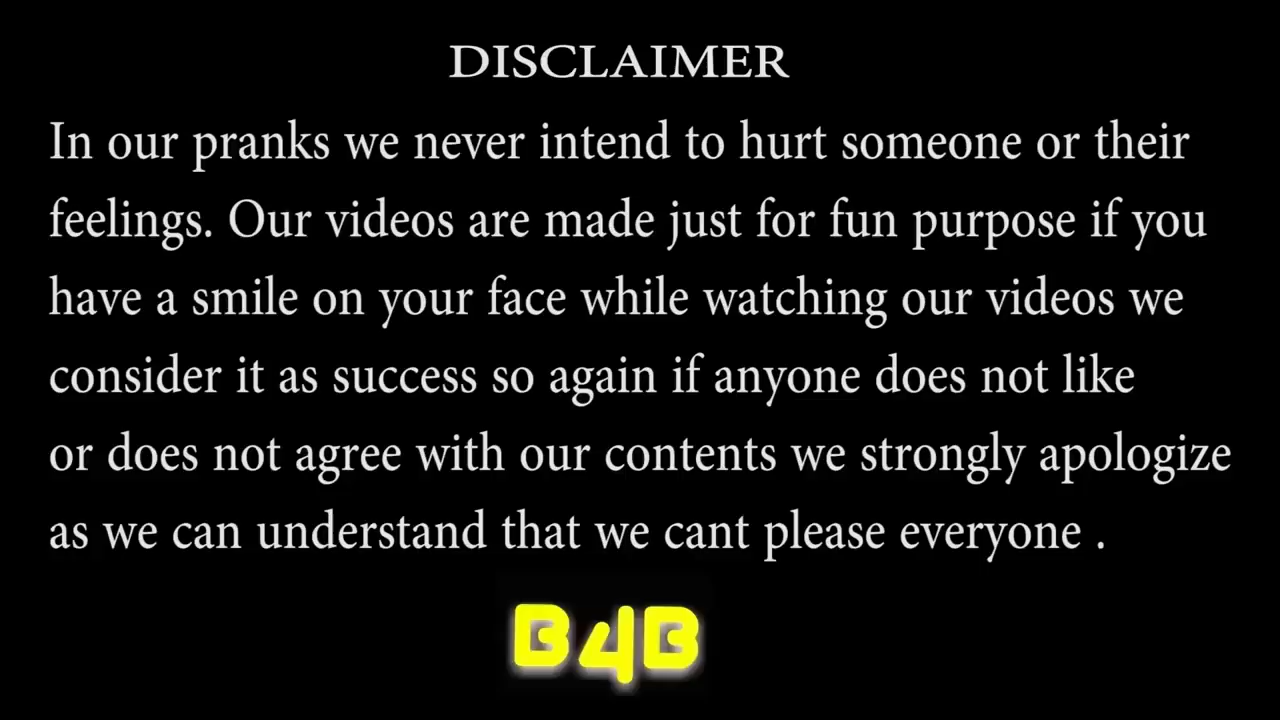 DISCLAIMER
In our pranks we never intend to hurt someone or their
feelings. Our videos are made just for fun purpose if you
have a smile on your face while watching our videos we
consider it as success so again if anyone does not like
or does not agree with our contents we strongly apologize
as we can understand that we cant please everyone .
B4B